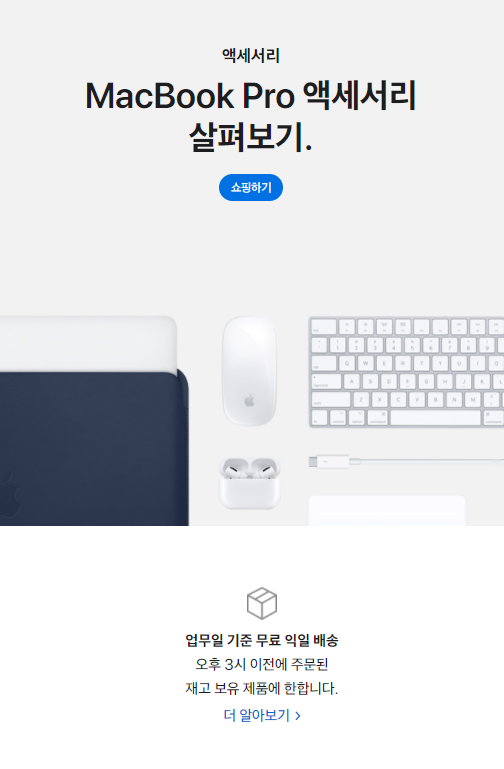 액세서리
MacBook Pro 액세서리
살펴보기.
쇼핑하기
업무일 기준 무료 익일 배송
오후 3시 이전에 주문된
재고 보유 제품에 한합니다.
더 알아보기 >